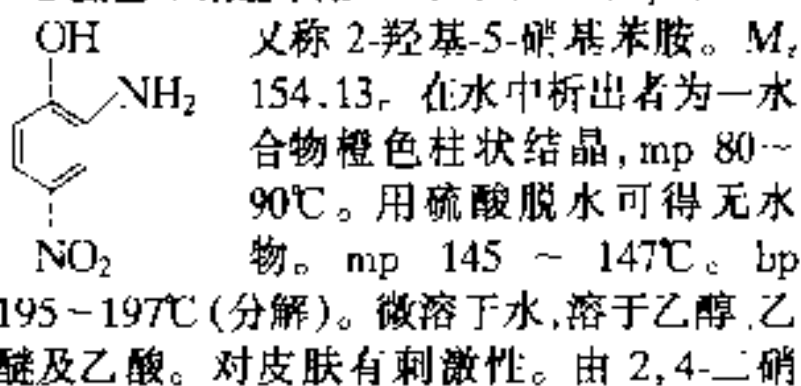 OH 又称 2-羟基-5-硝基苯胺。Mr
NH2 154.13。在水中析出者为一水
合物橙色柱状结晶,mp 80~
90℃。用硫酸脱水可得无水
NO2 物。mp 145 ~ 147℃。bp
195~197℃(分解)。微溶于水,溶于乙醇、乙
醚及乙酸。对皮肤有刺激性。由 2,4-二硝